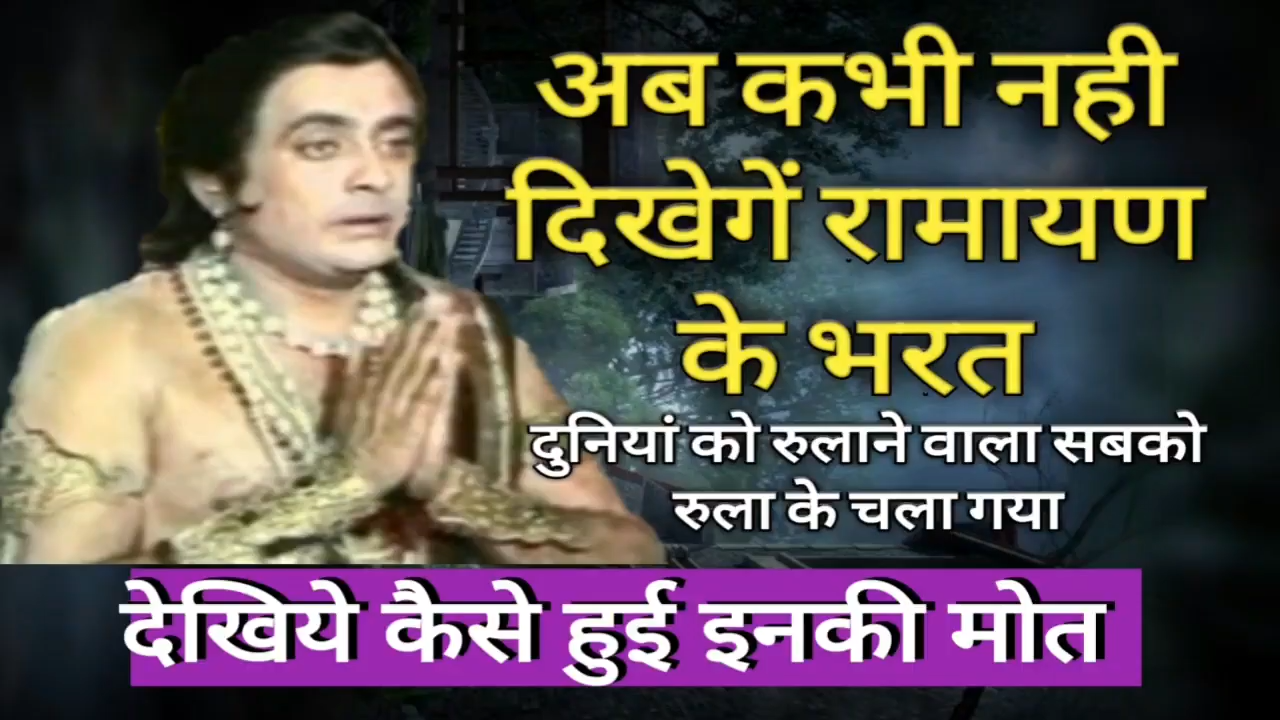 अब कभी नही
दिखेगें रामायण
के भरत
दुनियां को रुलाने वाला सबको
रुला के चला गया
देखिये कैसे हुई इनकी मोत